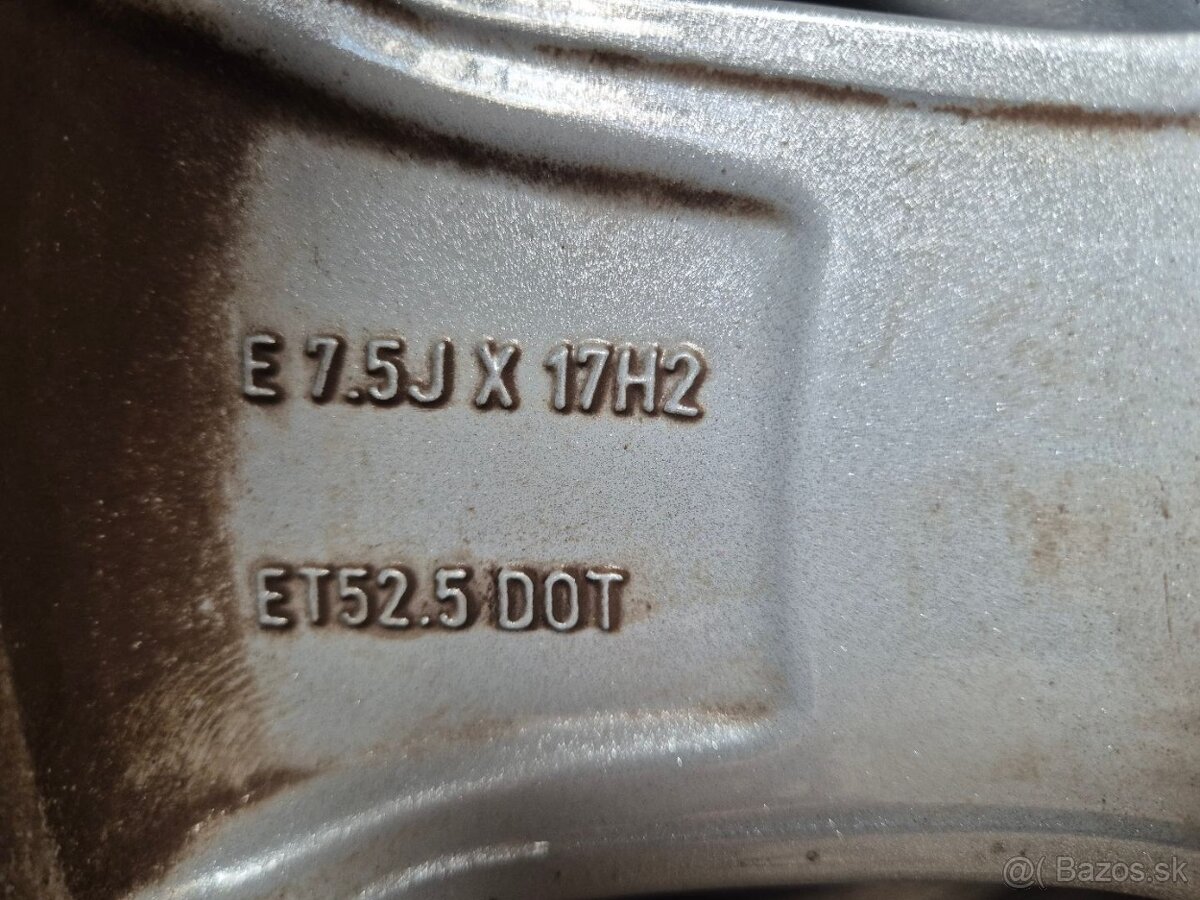 E 7.5J X 17H2
ET52.5 DOT
@( Bazos.sk